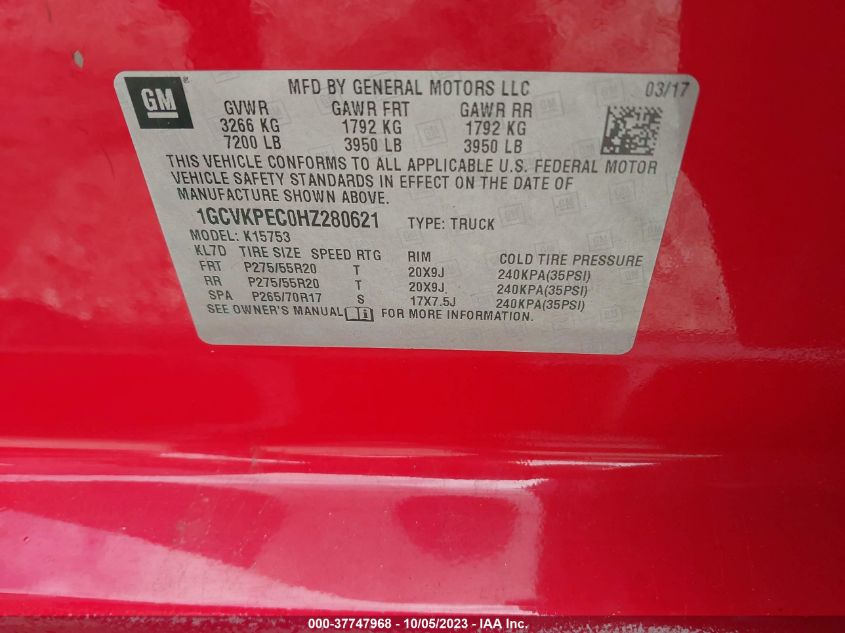 GM
MFD BY GENERAL MOTORS LLC 03/17
GVWR GAWR FRT GAWR RR
3266 KG 1792 KG 1792 KG
7200 LB 3950 LB 3950 LB
THIS VEHICLE CONFORMS TO ALL APPLICABLE U.S. FEDERAL MOTOR
VEHICLE SAFETY STANDARDS IN EFFECT ON THE DATE OF
MANUFACTURE SHOWN ABOVE.
1GCVKPEC0HZ280621 TYPE: TRUCK
MODEL: K15753
KL7D TIRE SIZE SPEED RTG RIM COLD TIRE PRESSURE
FRT P275/55R20 T 20X9J 240KPA(35PSI)
RR P275/55R20 T 20X9J 240KPA(35PSI)
SPA P265/70R17 S 17X7.5J 240KPA(35PSI)
SEE OWNER'S MANUAL FOR MORE INFORMATION.
000-37747968 - 10/05/2023 - IAA Inc.